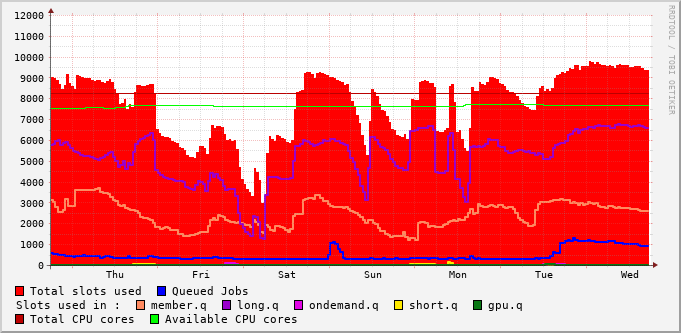 12000
11000
10000
9000
8000
7000
6000
5000
4000
3000
2000
1000
0
Thu Fri Sat Sun Mon Tue Wed
RRDTOOL / TOBI OETIKER
Total slots used Queued Jobs
Slots used in : member.q long.q ondemand.q short.q gpu.q
Total CPU cores Available CPU cores